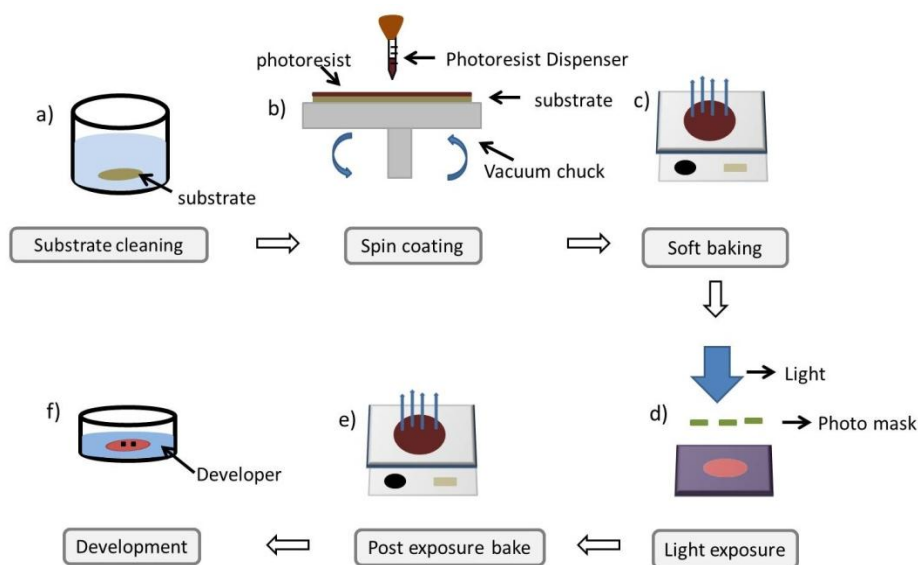 a)
substrate
Substrate cleaning
b)
photoresist
Photoresist Dispenser
substrate
Vacuum chuck
Spin coating
c)
Soft baking
d)
Light
Photo mask
Light exposure
e)
Post exposure bake
f)
Developer
Development